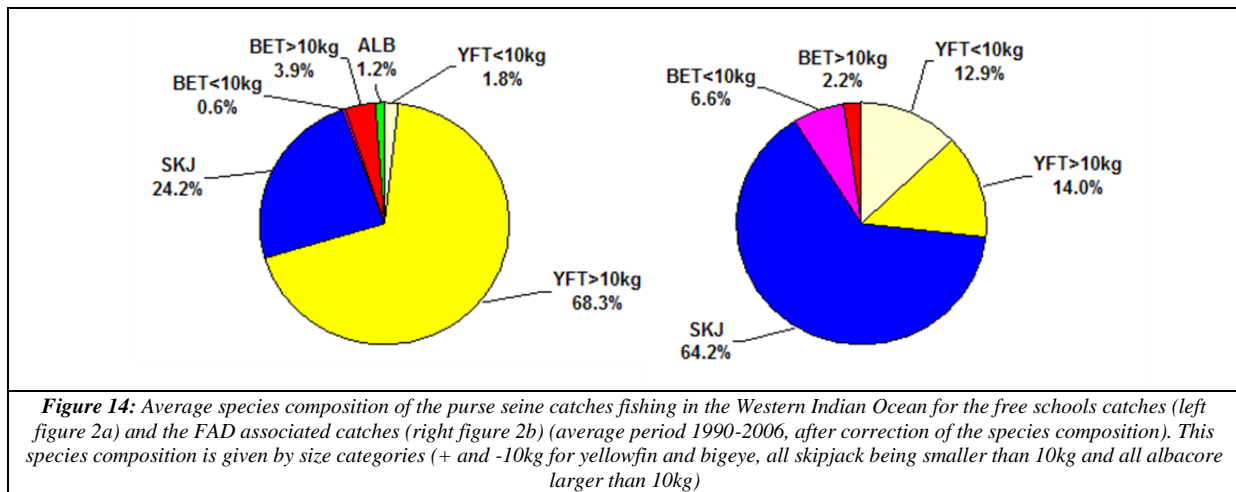 BET>10kg
3.9%
ALB
1.2%
YFT<10kg
1.8%
BET<10kg
0.6%
SKJ
24.2%
YFT>10kg
68.3%
BET<10kg
6.6%
BET>10kg
2.2%
YFT<10kg
12.9%
YFT>10kg
14.0%
SKJ
64.2%
Figure 14: Average species composition of the purse seine catches fishing in the Western Indian Ocean for the free schools catches (left
figure 2a) and the FAD associated catches (right figure 2b) (average period 1990-2006, after correction of the species composition). This
species composition is given by size categories (+ and -10kg for yellowfin and bigeye, all skipjack being smaller than 10kg and all albacore
larger than 10kg)